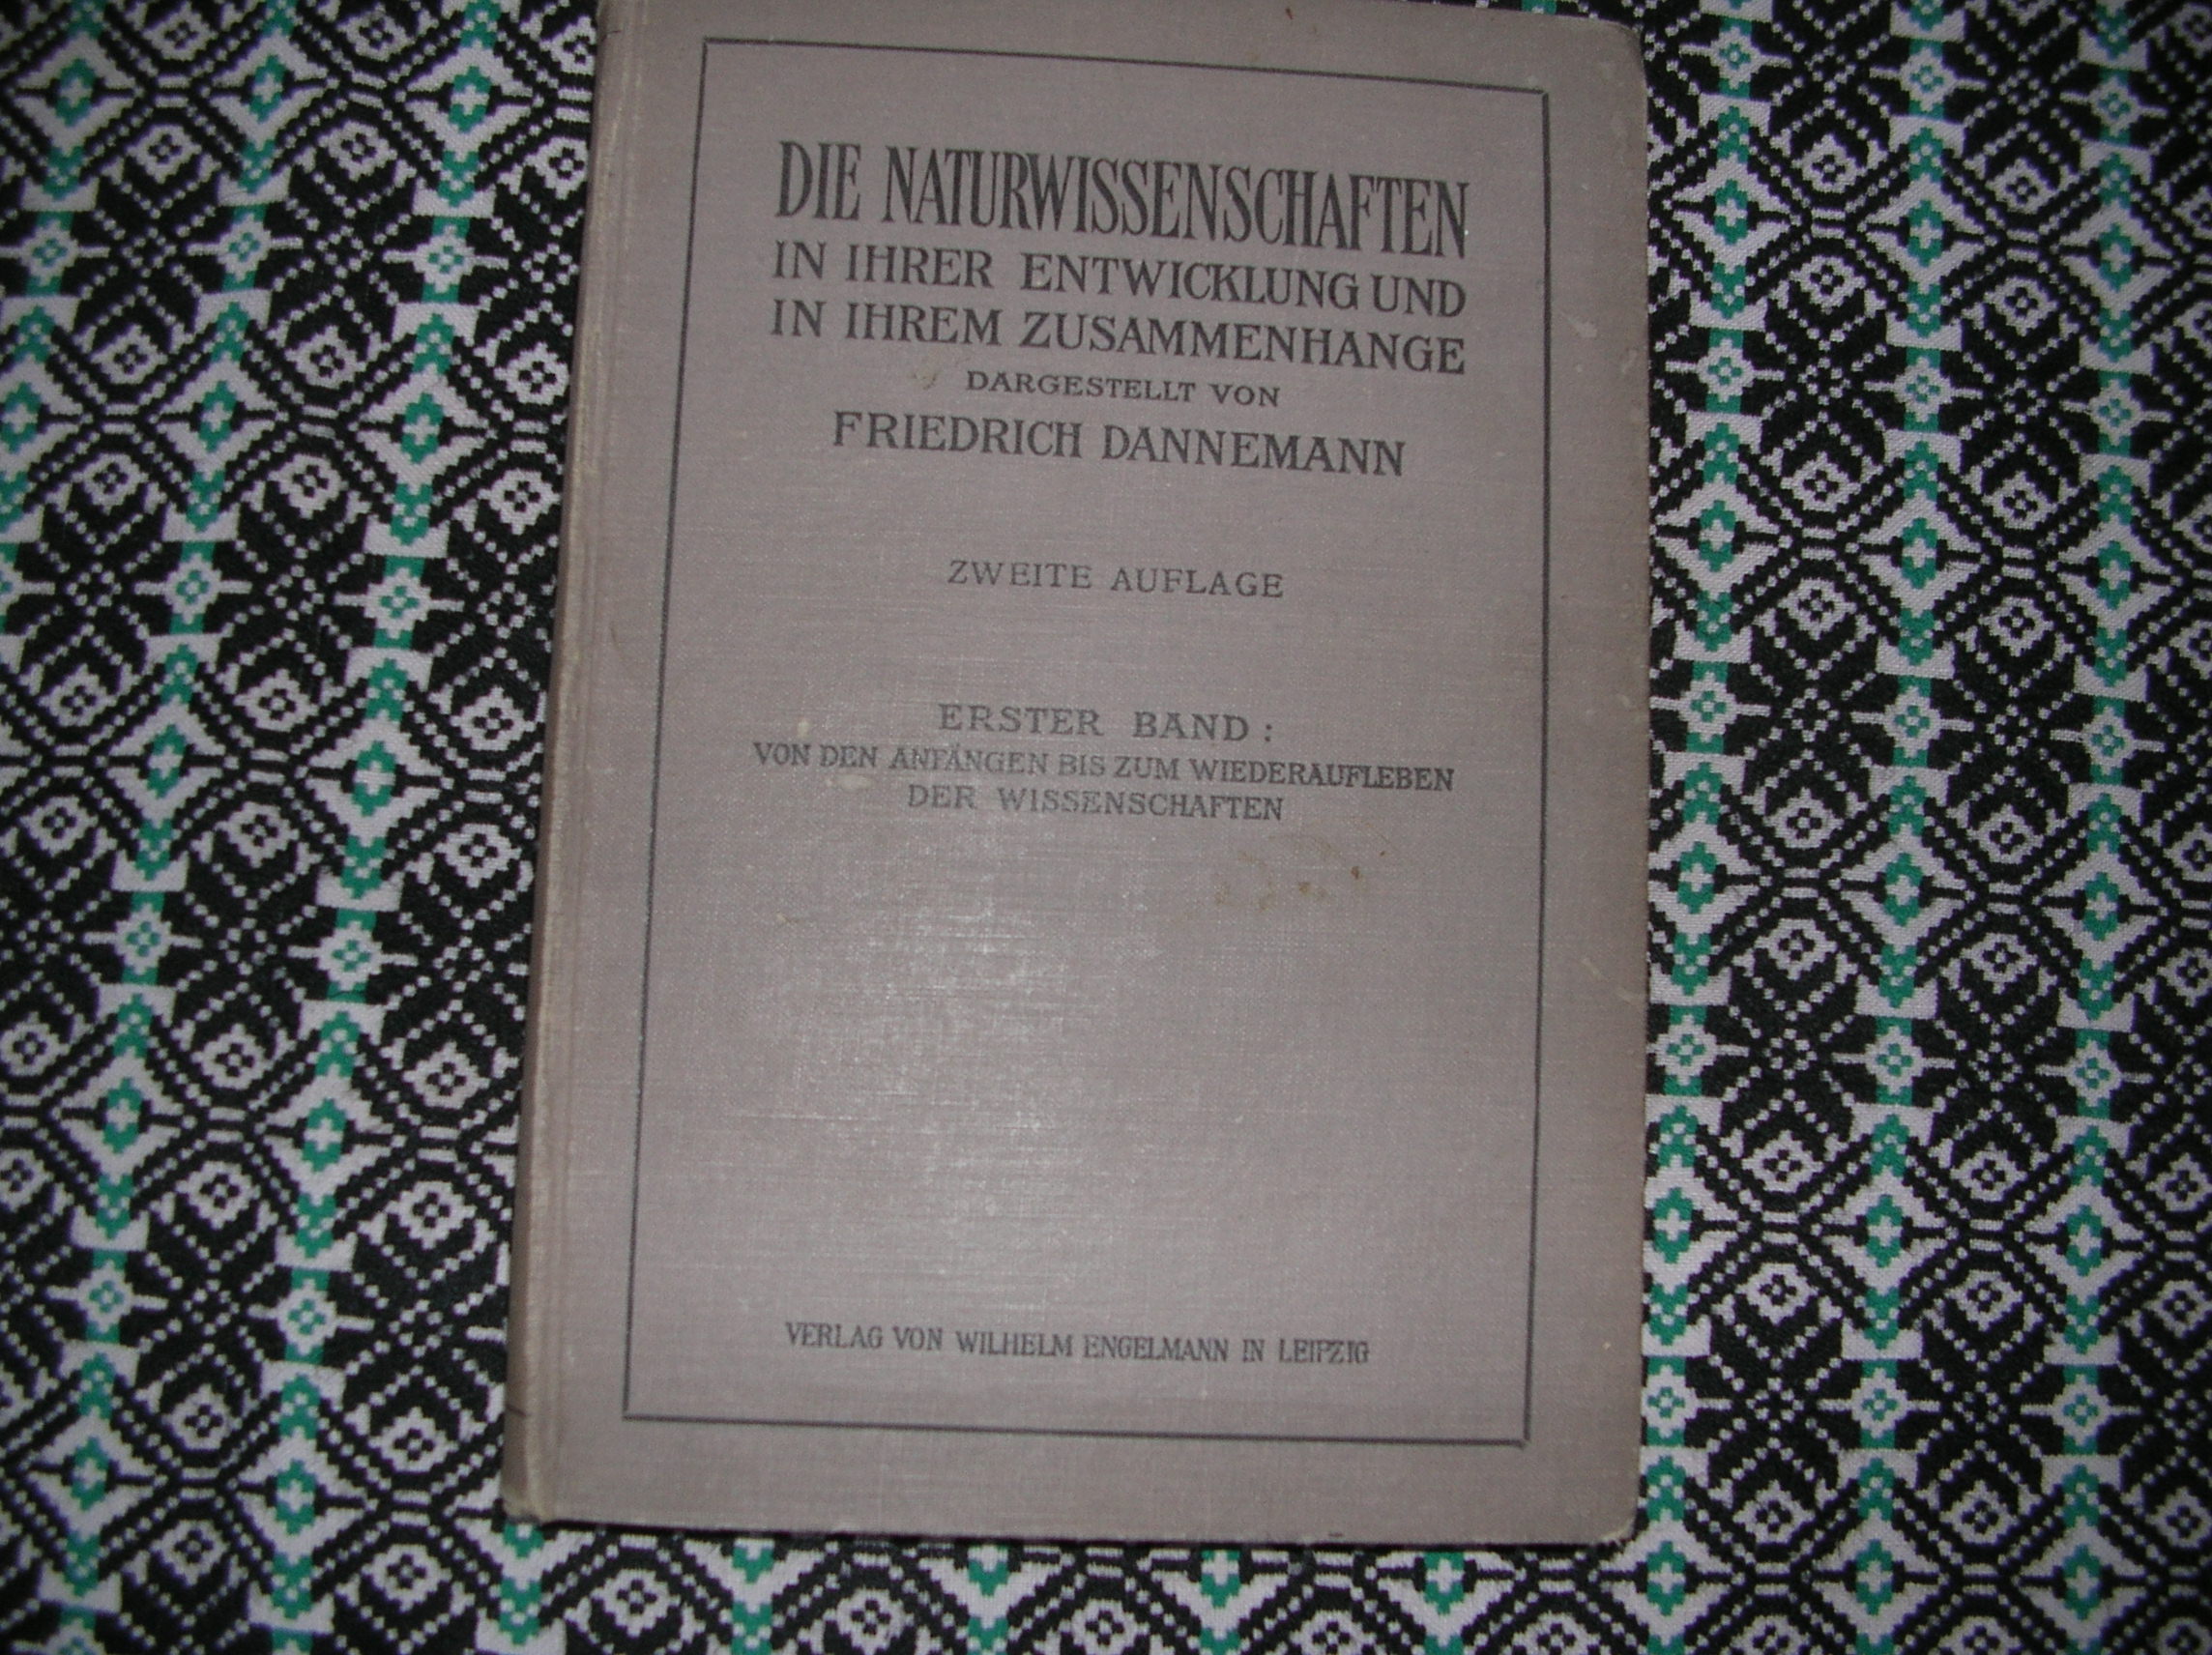 DIE NATURWISSENSCHAFTEN
IN IHRER ENTWICKLUNG UND
IN IHREM ZUSAMMENHANGE
DARGESTELLT VON
FRIEDRICH DANNEMANN
ZWEITE AUFLAGE
ERSTER BAND:
VON DEN ANFÄNGEN BIS ZUM WIEDERAUFLEBEN
DER WISSENSCHAFTEN
VERLAG VON WILHELM ENGELMANN IN LEIPZIG